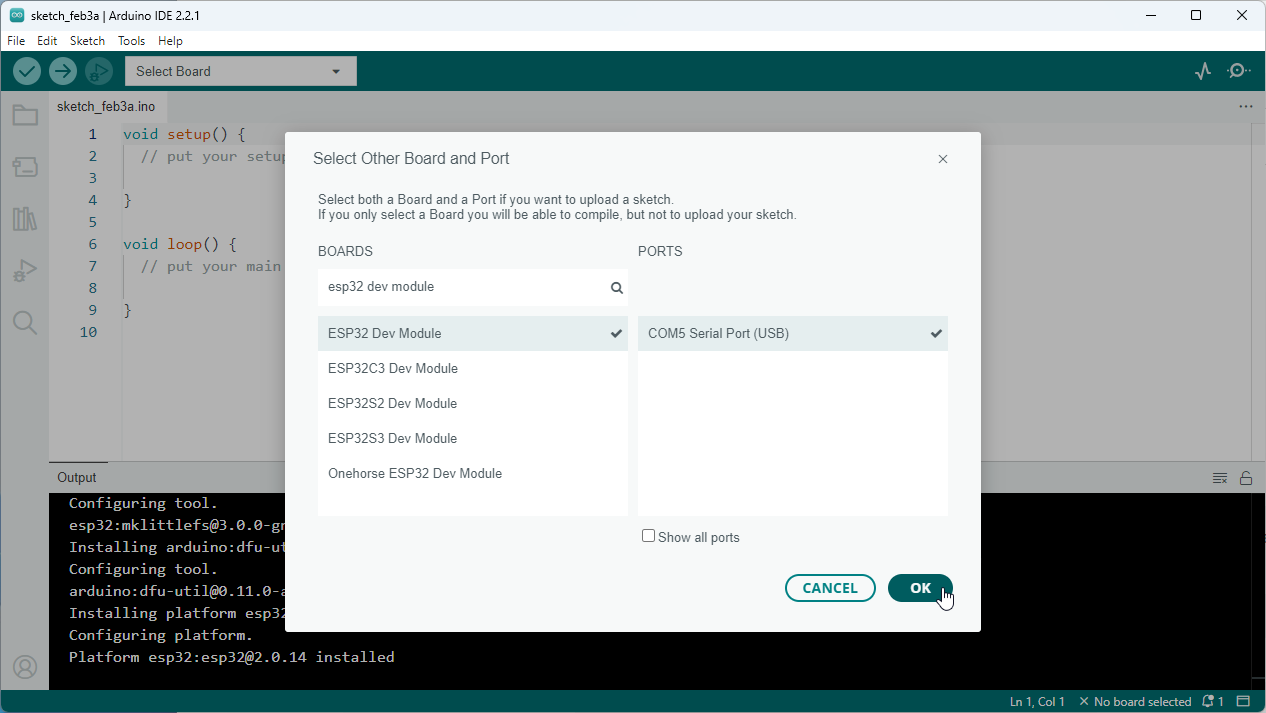 sketch_feb3a | Arduino IDE 2.2.1
File Edit Sketch Tools Help
Select Board
sketch_feb3a.ino
1 void setup() {
2 // put your setup
3
4 }
5
6 void loop() {
7 // put your main
8
9 }
10
Select Other Board and Port
Select both a Board and a Port if you want to upload a sketch.
If you only select a Board you will be able to compile, but not to upload your sketch.
BOARDS PORTS
esp32 dev module
ESP32 Dev Module COM5 Serial Port (USB)
ESP32C3 Dev Module
ESP32S2 Dev Module
ESP32S3 Dev Module
Onehorse ESP32 Dev Module
Show all ports
CANCEL OK
Output
Configuring tool.
esp32:mklittlefs@3.0.0-gn
Installing arduino:dfu-ut
Configuring tool.
arduino:dfu-util@0.11.0-a
Installing platform esp32
Configuring platform.
Platform esp32:esp32@2.0.14 installed
Ln 1, Col 1 × No board selected 1